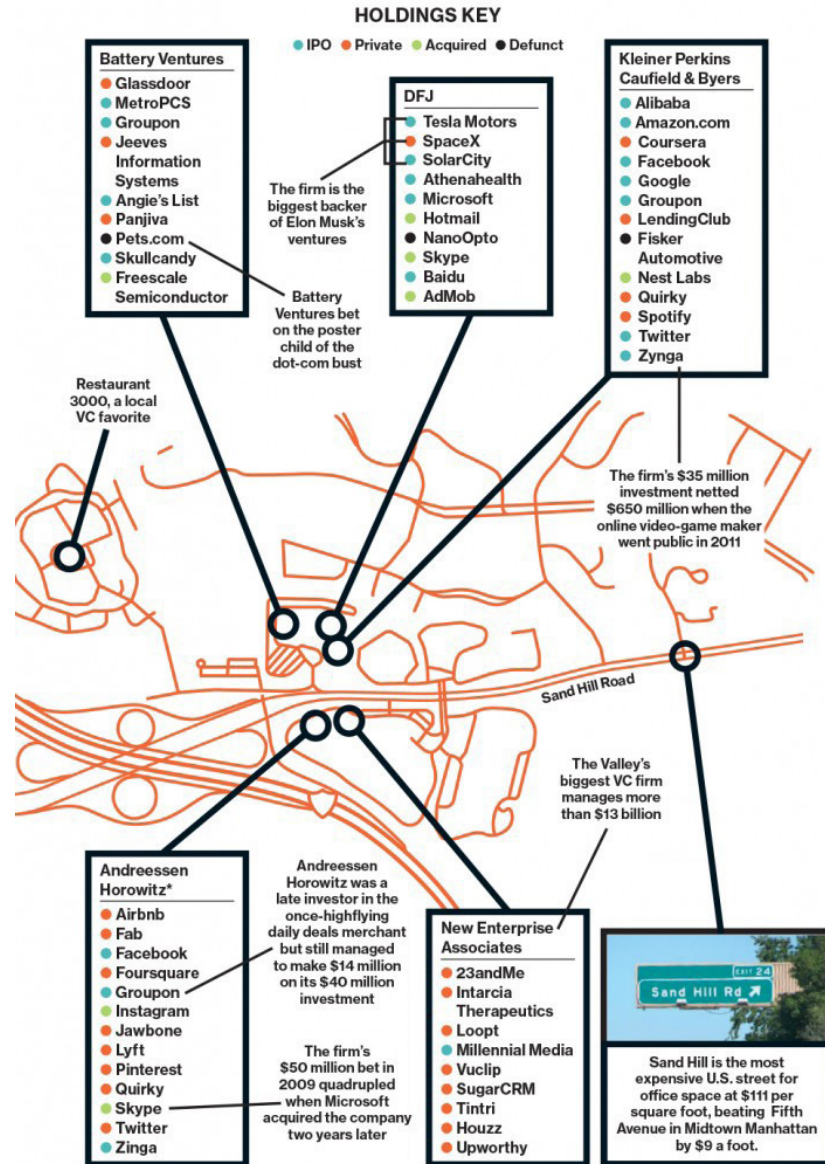 HOLDINGS KEY
IPO Private Acquired Defunct
Battery Ventures
Glassdoor
MetroPCS
Groupon
Jeeves
Information
Systems
Angie's List
Panjiva
Pets.com
Skullcandy
Freescale
Semiconductor
Battery
Ventures bet
on the poster
child of the
dot-com bust
DFJ
Tesla Motors
SpaceX
SolarCity
Athenahealth
Microsoft
Hotmail
NanoOpto
Skype
Baidu
AdMob
The firm is the
biggest backer
of Elon Musk's
ventures
Kleiner Perkins
Caufield & Byers
Alibaba
Amazon.com
Coursera
Facebook
Google
Groupon
LendingClub
Fisker
Automotive
Nest Labs
Quirky
Spotify
Twitter
Zynga
The firm's $35 million
investment netted
$650 million when the
online video-game maker
went public in 2011
Restaurant
3000, a local
VC favorite
Sand Hill Road
Andreessen
Horowitz*
Airbnb
Fab
Facebook
Foursquare
Groupon
Instagram
Jawbone
Lyft
Pinterest
Quirky
Skype
Twitter
Zinga
Andreessen
Horowitz was a
late investor in the
once-highflying
daily deals merchant
but still managed
to make $14 million
on its $40 million
investment
The firm's
$50 million bet in
2009 quadrupled
when Microsoft
acquired the company
two years later
The Valley's
biggest VC firm
manages more
than $13 billion
New Enterprise
Associates
23andMe
Intarcia
Therapeutics
Loopt
Millennial Media
Vuclip
SugarCRM
Tintri
Houzz
Upworthy
EXIT 24
Sand Hill Rd
Sand Hill is the most
expensive U.S. street for
office space at $111 per
square foot, beating Fifth
Avenue in Midtown Manhattan
by $9 a foot.